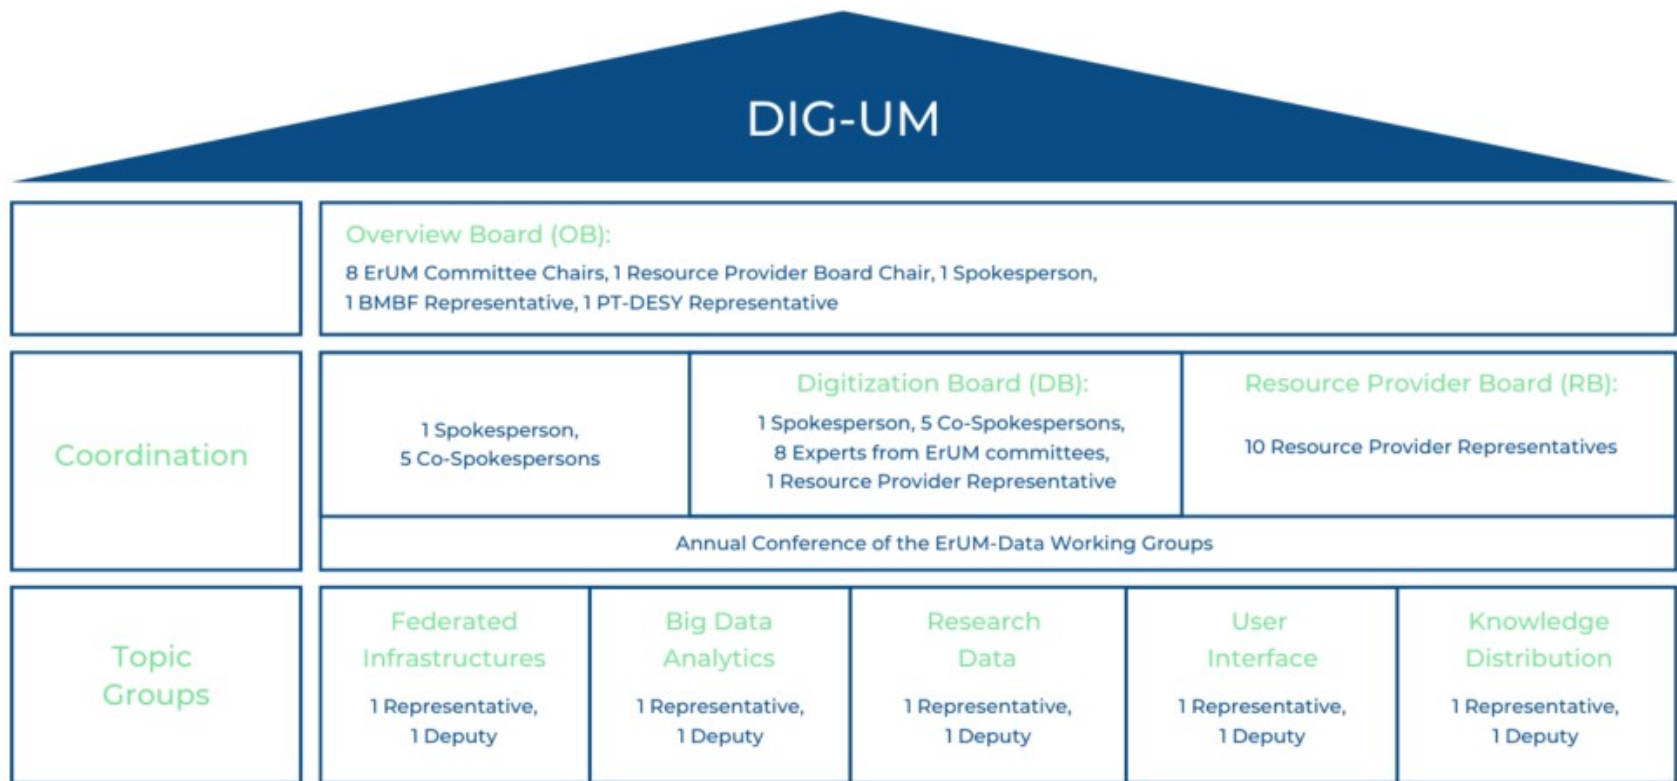 DIG-UM
Overview Board (OB):
8 ErUM Committee Chairs, 1 Resource Provider Board Chair, 1 Spokesperson,
1 BMBF Representative, 1 PT-DESY Representative
Coordination
1 Spokesperson,
5 Co-Spokespersons
Digitization Board (DB):
1 Spokesperson, 5 Co-Spokespersons,
8 Experts from ErUM committees,
1 Resource Provider Representative
Resource Provider Board (RB):
10 Resource Provider Representatives
Annual Conference of the ErUM-Data Working Groups
Topic
Groups
Federated
Infrastructures
1 Representative,
1 Deputy
Big Data
Analytics
1 Representative,
1 Deputy
Research
Data
1 Representative,
1 Deputy
User
Interface
1 Representative,
1 Deputy
Knowledge
Distribution
1 Representative,
1 Deputy